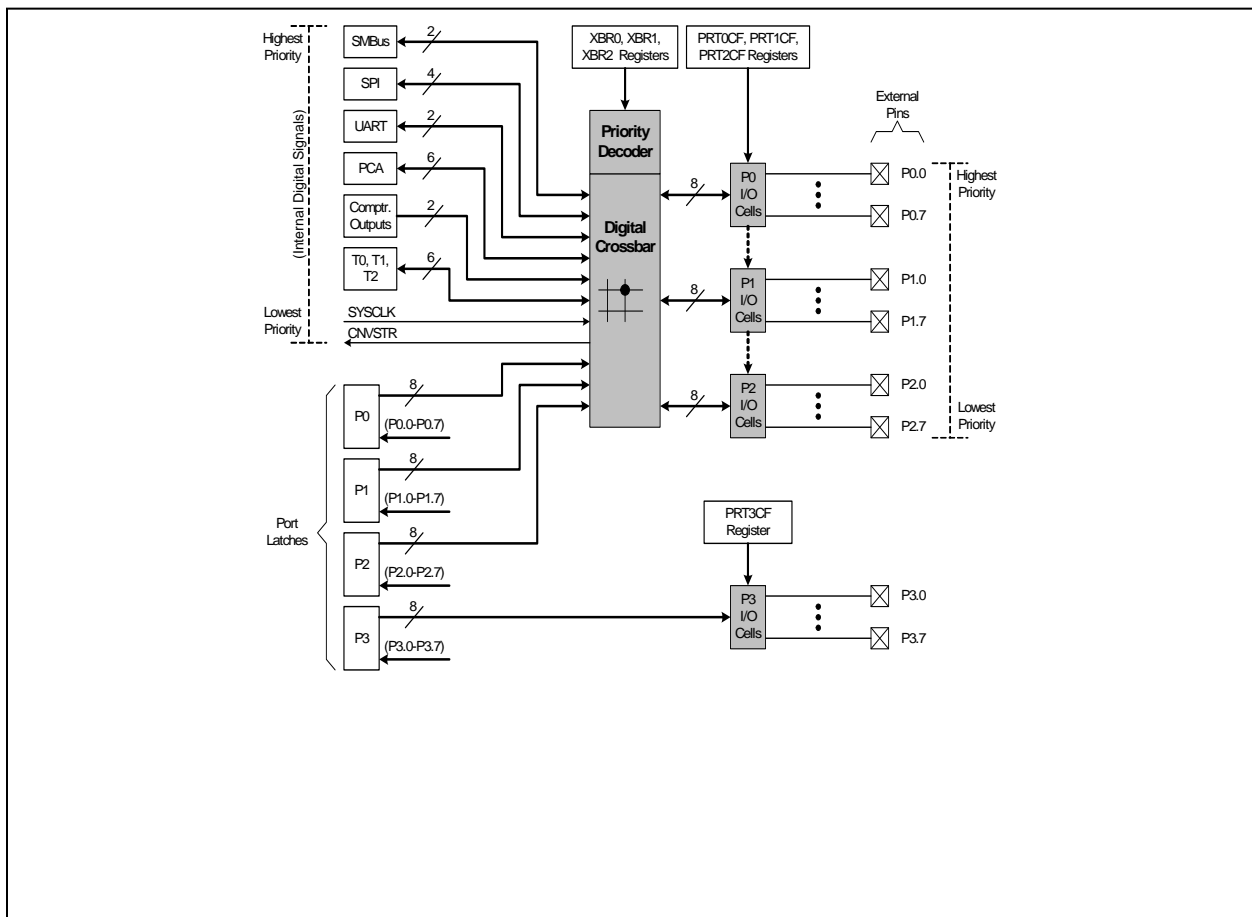 Highest
Priority
(Internal Digital Signals)
Lowest
Priority
SMBus
2
SPI
4
UART
2
PCA
6
Comptr.
Outputs
2
T0, T1,
T2
6
SYSCLK
CNVSTR
XBR0, XBR1,
XBR2 Registers
PRT0CF, PRT1CF,
PRT2CF Registers
Priority
Decoder
Digital
Crossbar
8
P0
I/O
Cells
8
P1
I/O
Cells
8
P2
I/O
Cells
External
Pins
P0.0
P0.7
P1.0
P1.7
P2.0
P2.7
Highest
Priority
Lowest
Priority
Port
Latches
P0
8
(P0.0-P0.7)
P1
8
(P1.0-P1.7)
P2
8
(P2.0-P2.7)
P3
8
(P3.0-P3.7)
PRT3CF
Register
P3
I/O
Cells
P3.0
P3.7